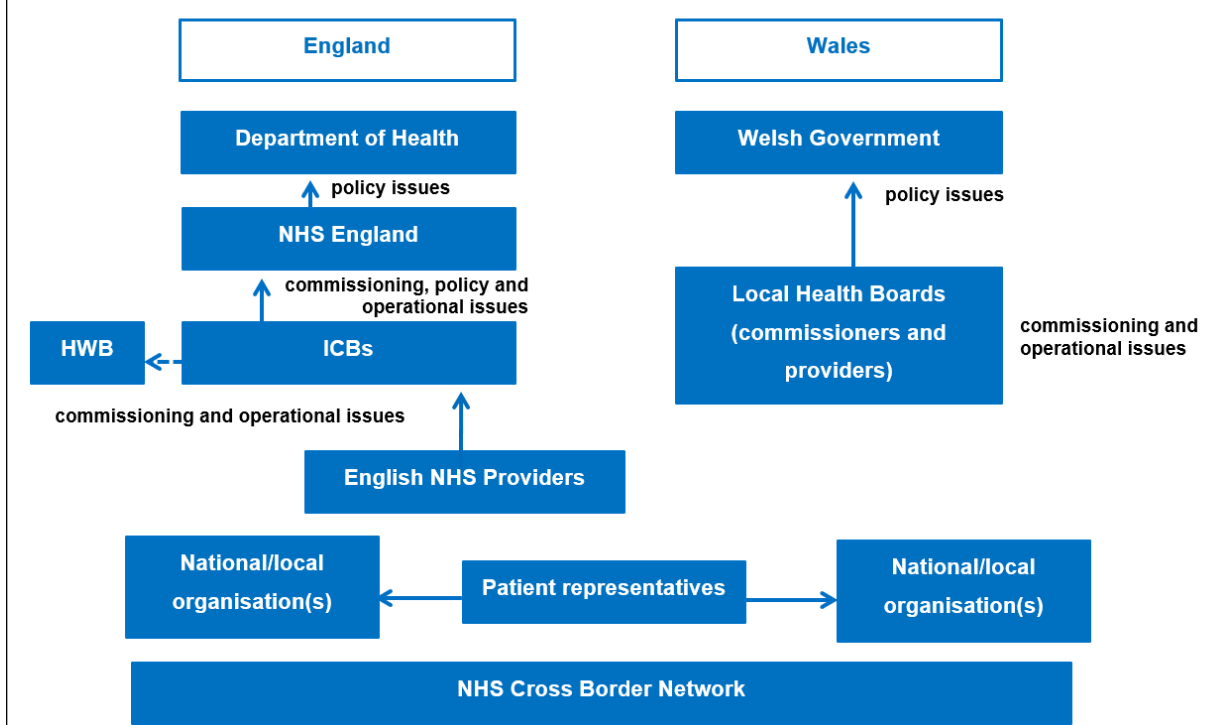 England
Wales
Department of Health
Welsh Government
policy issues
policy issues
NHS England
commissioning, policy and
operational issues
Local Health Boards
(commissioners and
providers)
commissioning and
operational issues
HWB
ICBs
commissioning and operational issues
English NHS Providers
National/local
organisation(s)
Patient representatives
National/local
organisation(s)
NHS Cross Border Network